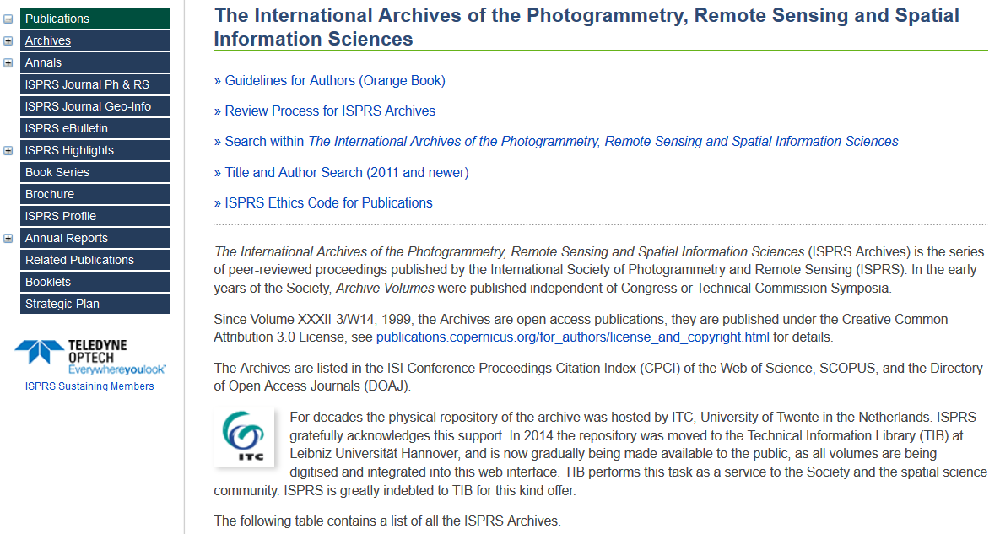 Publications
Archives
Annals
ISPRS Journal Ph & RS
ISPRS Journal Geo-Info
ISPRS eBulletin
ISPRS Highlights
Book Series
Brochure
ISPRS Profile
Annual Reports
Related Publications
Booklets
Strategic Plan
TELEDYNE
OPTECH
Everywhereyoulook™
ISPRS Sustaining Members
The International Archives of the Photogrammetry, Remote Sensing and Spatial
Information Sciences
» Guidelines for Authors (Orange Book)
» Review Process for ISPRS Archives
» Search within The International Archives of the Photogrammetry, Remote Sensing and Spatial Information Sciences
» Title and Author Search (2011 and newer)
» ISPRS Ethics Code for Publications
The International Archives of the Photogrammetry, Remote Sensing and Spatial Information Sciences (ISPRS Archives) is the series
of peer-reviewed proceedings published by the International Society of Photogrammetry and Remote Sensing (ISPRS). In the early
years of the Society, Archive Volumes were published independent of Congress or Technical Commission Symposia.
Since Volume XXXII-3/W14, 1999, the Archives are open access publications, they are published under the Creative Common
Attribution 3.0 License, see publications.copernicus.org/for_authors/license_and_copyright.html for details.
The Archives are listed in the ISI Conference Proceedings Citation Index (CPCI) of the Web of Science, SCOPUS, and the Directory
of Open Access Journals (DOAJ).
ITC
For decades the physical repository of the archive was hosted by ITC, University of Twente in the Netherlands. ISPRS
gratefully acknowledges this support. In 2014 the repository was moved to the Technical Information Library (TIB) at
Leibniz Universität Hannover, and is now gradually being made available to the public, as all volumes are being
digitised and integrated into this web interface. TIB performs this task as a service to the Society and the spatial science
community. ISPRS is greatly indebted to TIB for this kind offer.
The following table contains a list of all the ISPRS Archives.